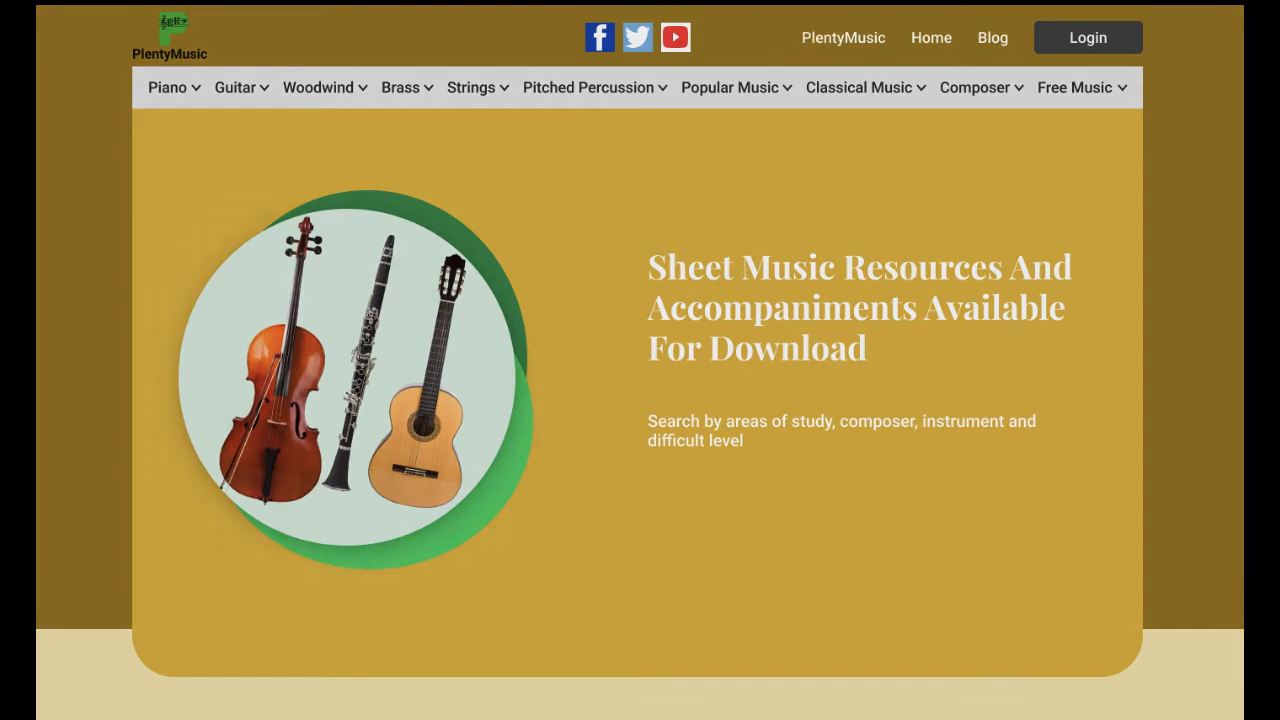 PlentyMusic
PlentyMusic Home Blog Login
Piano Guitar Woodwind Brass Strings Pitched Percussion Popular Music Classical Music Composer Free Music
Sheet Music Resources And
Accompaniments Available
For Download
Search by areas of study, composer, instrument and
difficult level